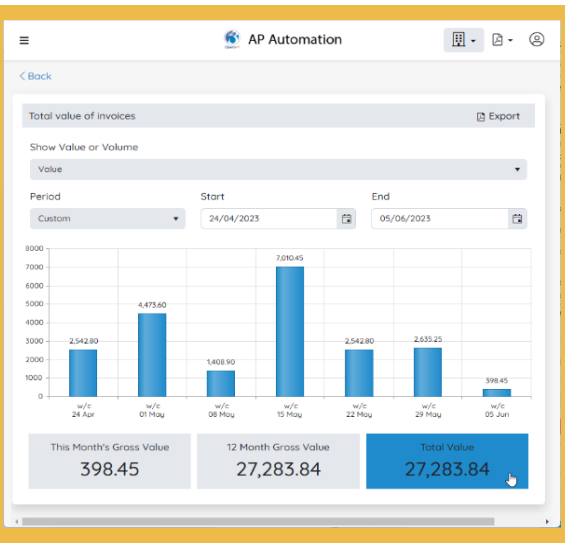 AP Automation
Back
Total value of invoices
Export
Show Value or Volume
Value
Period Start End
Custom 24/04/2023 05/06/2023
8000
7000
6000
5000
4000
3000
2000
1000
0
2,542.80
4,473.60
1,408.90
7,010.45
2,542.80
2,635.25
398.45
w/c w/c w/c w/c w/c w/c w/c
24 Apr 01 May 08 May 15 May 22 May 29 May 05 Jun
This Month's Gross Value 12 Month Gross Value Total Value
398.45 27,283.84 27,283.84